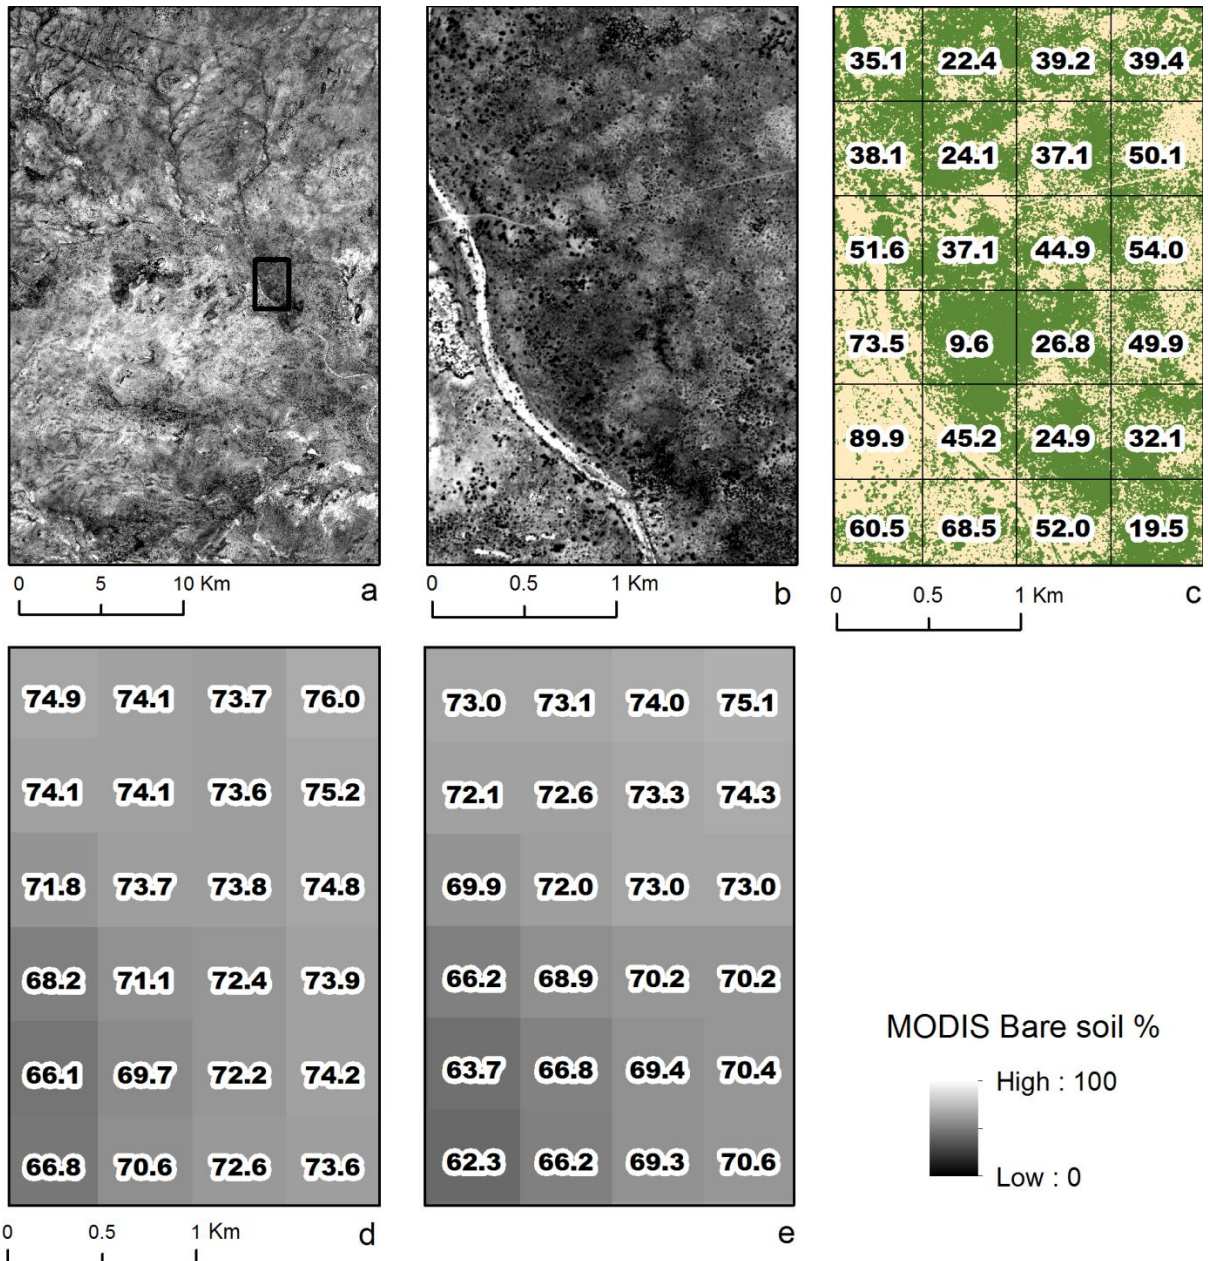 0 5 10 Km
a
0 0.5 1 Km
b
35.1 22.4 39.2 39.4
38.1 24.1 37.1 50.1
51.6 37.1 44.9 54.0
73.5 9.6 26.8 49.9
89.9 45.2 24.9 32.1
60.5 68.5 52.0 19.5
0 0.5 1 Km
c
74.9 74.1 73.7 76.0
74.1 74.1 73.6 75.2
71.8 73.7 73.8 74.8
68.2 71.1 72.4 73.9
66.1 69.7 72.2 74.2
66.8 70.6 72.6 73.6
0 0.5 1 Km
d
73.0 73.1 74.0 75.1
72.1 72.6 73.3 74.3
69.9 72.0 73.0 73.0
66.2 68.9 70.2 70.2
63.7 66.8 69.4 70.4
62.3 66.2 69.3 70.6
e
MODIS Bare soil %
High : 100
Low : 0